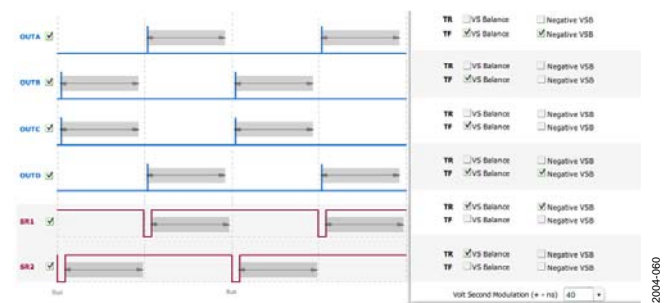 OUTA
TR VS Balance Negative VSB
TF VS Balance Negative VSB
OUTB
TR VS Balance Negative VSB
TF VS Balance Negative VSB
OUTC
TR VS Balance Negative VSB
TF VS Balance Negative VSB
OUTD
TR VS Balance Negative VSB
TF VS Balance Negative VSB
SR1
TR VS Balance Negative VSB
TF VS Balance Negative VSB
SR2
TR VS Balance Negative VSB
TF VS Balance Negative VSB
Volt Second Modulation (+ - ns) 40
2004-060